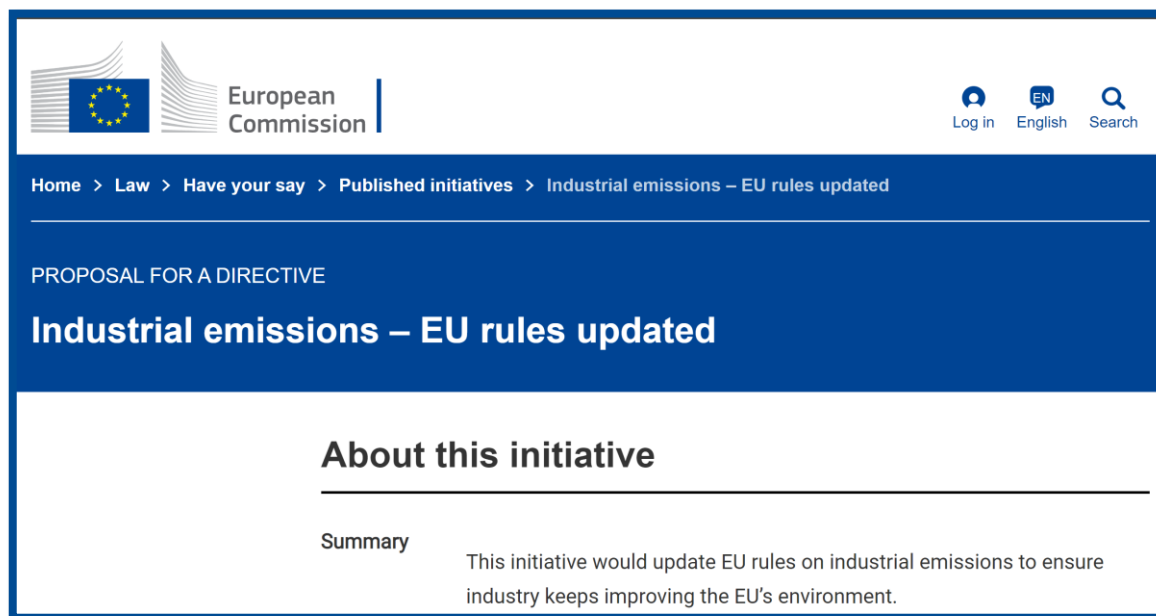 European
Commission
Log in
EN
English
Search
Home > Law > Have your say > Published initiatives > Industrial emissions – EU rules updated
PROPOSAL FOR A DIRECTIVE
Industrial emissions – EU rules updated
About this initiative
Summary
This initiative would update EU rules on industrial emissions to ensure
industry keeps improving the EU’s environment.